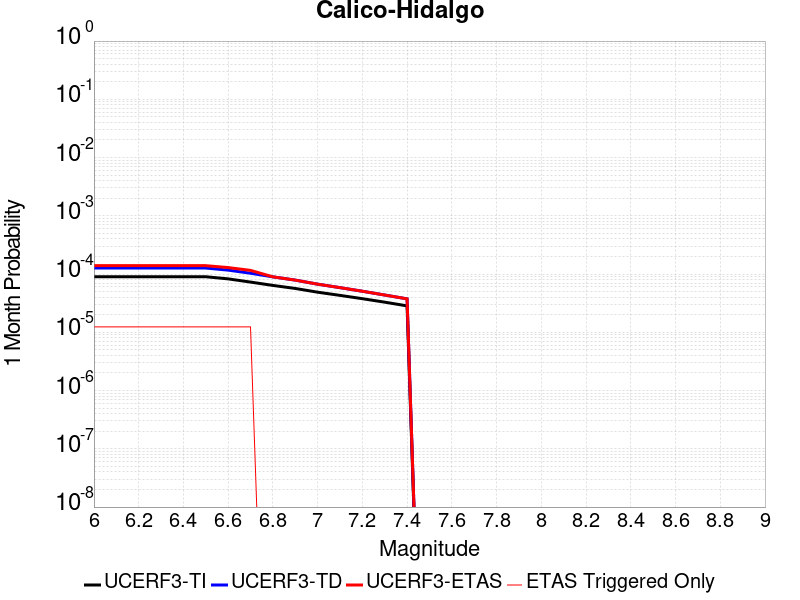 Calico-Hidalgo
10^0
10^-1
10^-2
10^-3
10^-4
10^-5
10^-6
10^-7
10^-8
1 Month Probability
6 6.2 6.4 6.6 6.8 7 7.2 7.4 7.6 7.8 8 8.2 8.4 8.6 8.8 9
Magnitude
UCERF3-TI UCERF3-TD UCERF3-ETAS ETAS Triggered Only